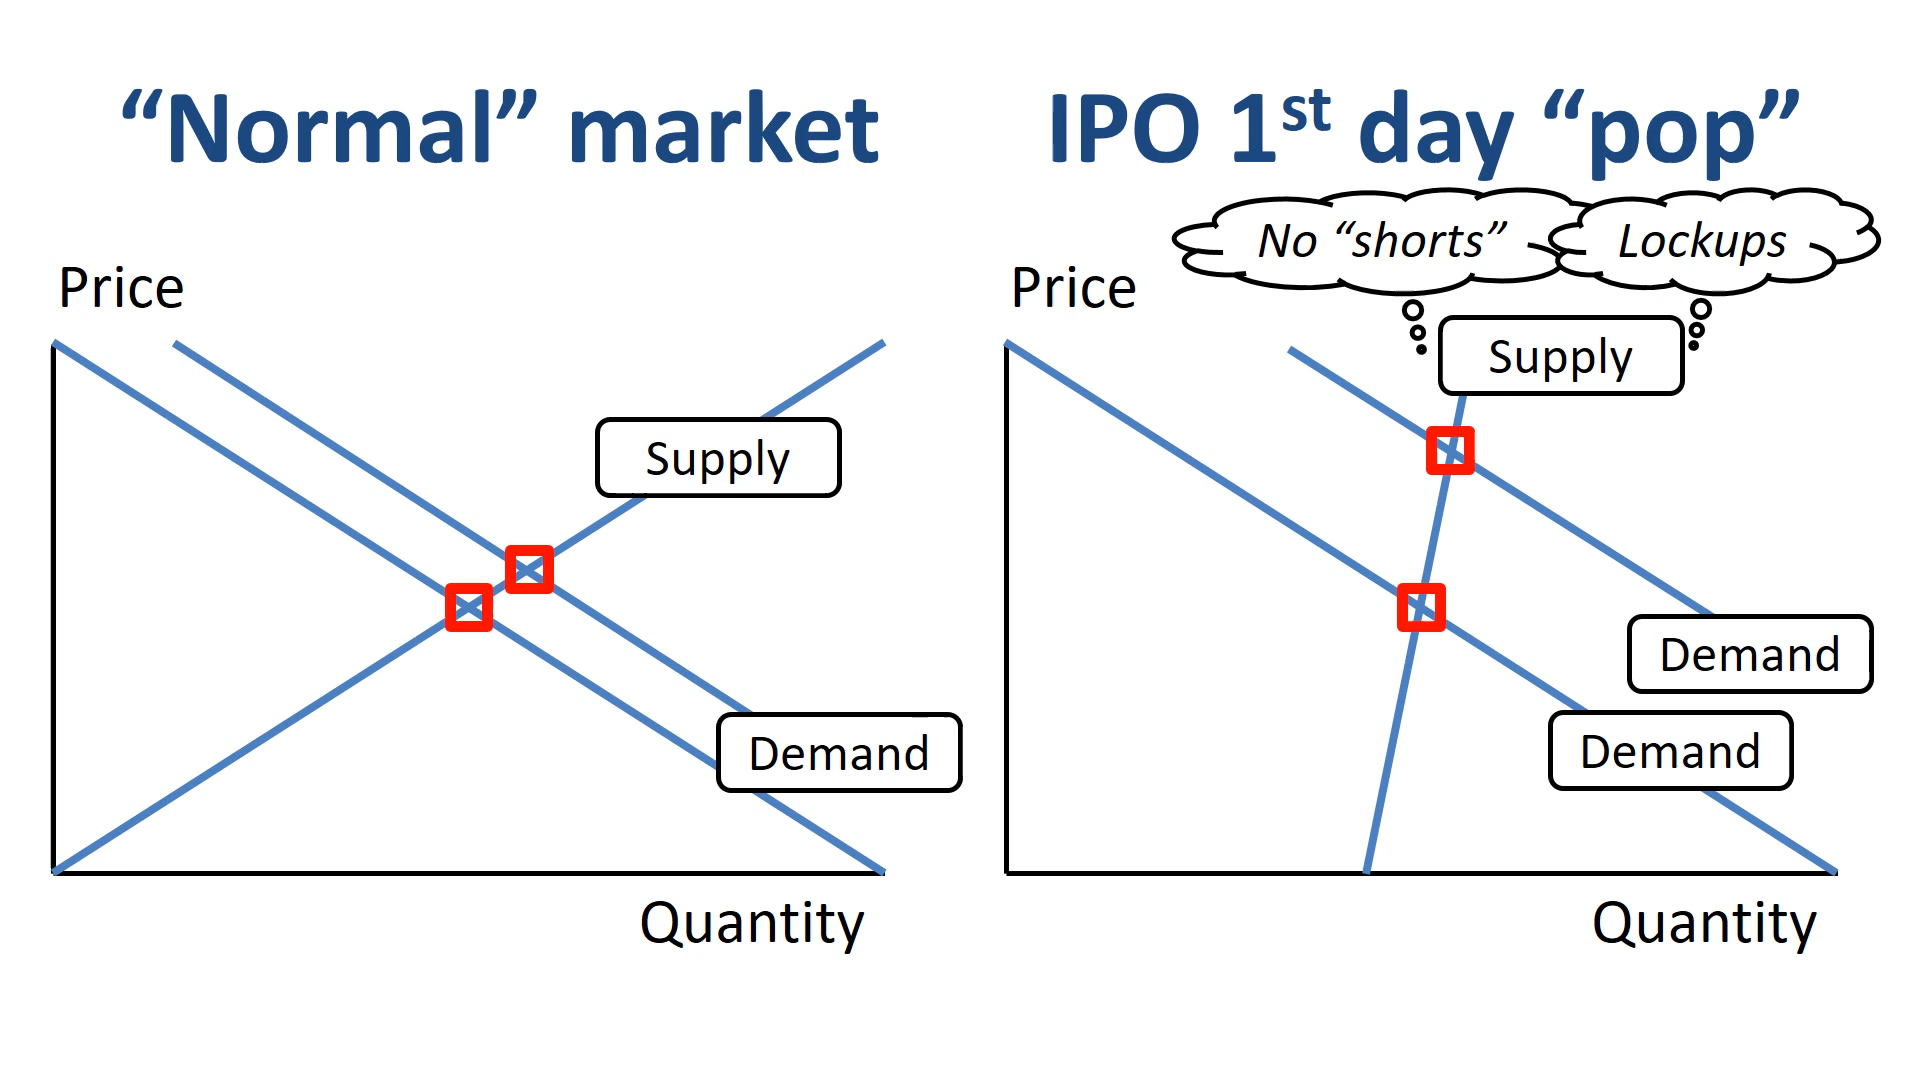 “Normal” market
IPO 1st day “pop”
No “shorts”
Lockups
Price
Price
Supply
Supply
Demand
Demand
Demand
Quantity
Quantity